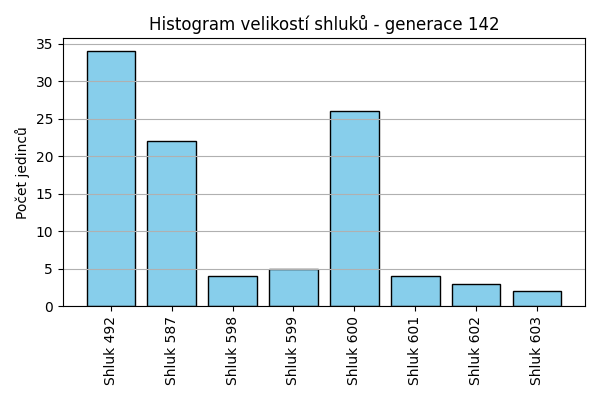 Histogram velikostí shluků - generace 142
Počet jedinců
35
30
25
20
15
10
5
0
Shluk 492
Shluk 587
Shluk 598
Shluk 599
Shluk 600
Shluk 601
Shluk 602
Shluk 603